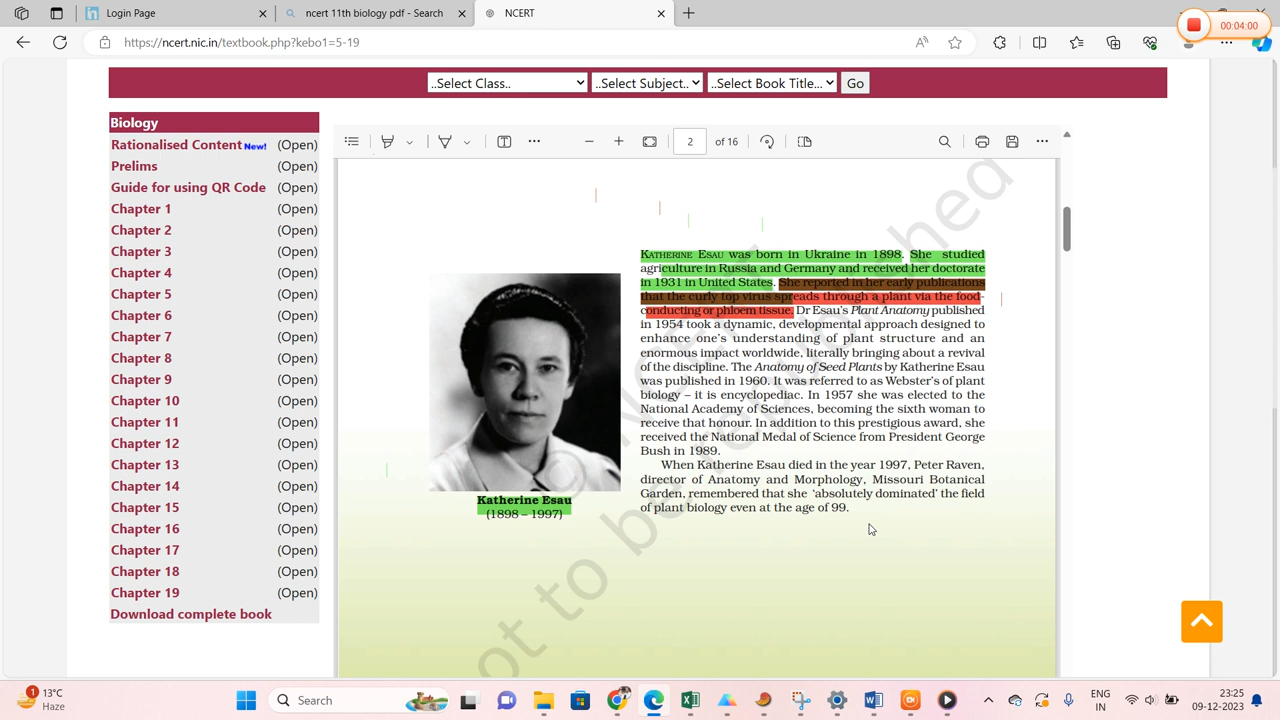 Login Page
ncert 11th biology pdf - Search
NCERT
00:04:00
https://ncert.nic.in/textbook.php?kebo1=5-19
..Select Class..
..Select Subject..
..Select Book Title...
Go
Biology
Rationalised Content New! (Open)
Prelims (Open)
Guide for using QR Code (Open)
Chapter 1 (Open)
Chapter 2 (Open)
Chapter 3 (Open)
Chapter 4 (Open)
Chapter 5 (Open)
Chapter 6 (Open)
Chapter 7 (Open)
Chapter 8 (Open)
Chapter 9 (Open)
Chapter 10 (Open)
Chapter 11 (Open)
Chapter 12 (Open)
Chapter 13 (Open)
Chapter 14 (Open)
Chapter 15 (Open)
Chapter 16 (Open)
Chapter 17 (Open)
Chapter 18 (Open)
Chapter 19 (Open)
Download complete book
2 of 16
KATHERINE ESAU was born in Ukraine in 1898. She studied
agriculture in Russia and Germany and received her doctorate
in 1931 in United States. She reported in her early publications
that the curly top virus spreads through a plant via the food-
conducting or phloem tissue. Dr Esau's Plant Anatomy published
in 1954 took a dynamic, developmental approach designed to
enhance one's understanding of plant structure and an
enormous impact worldwide, literally bringing about a revival
of the discipline. The Anatomy of Seed Plants by Katherine Esau
was published in 1960. It was referred to as Webster's of plant
biology – it is encyclopediac. In 1957 she was elected to the
National Academy of Sciences, becoming the sixth woman to
receive that honour. In addition to this prestigious award, she
received the National Medal of Science from President George
Bush in 1989.
When Katherine Esau died in the year 1997, Peter Raven,
director of Anatomy and Morphology, Missouri Botanical
Garden, remembered that she 'absolutely dominated' the field
of plant biology even at the age of 99.
Katherine Esau
(1898 – 1997)
© NCERT
not to be republished
1
13°C
Haze
Search
ENG
IN
23:25
09-12-2023